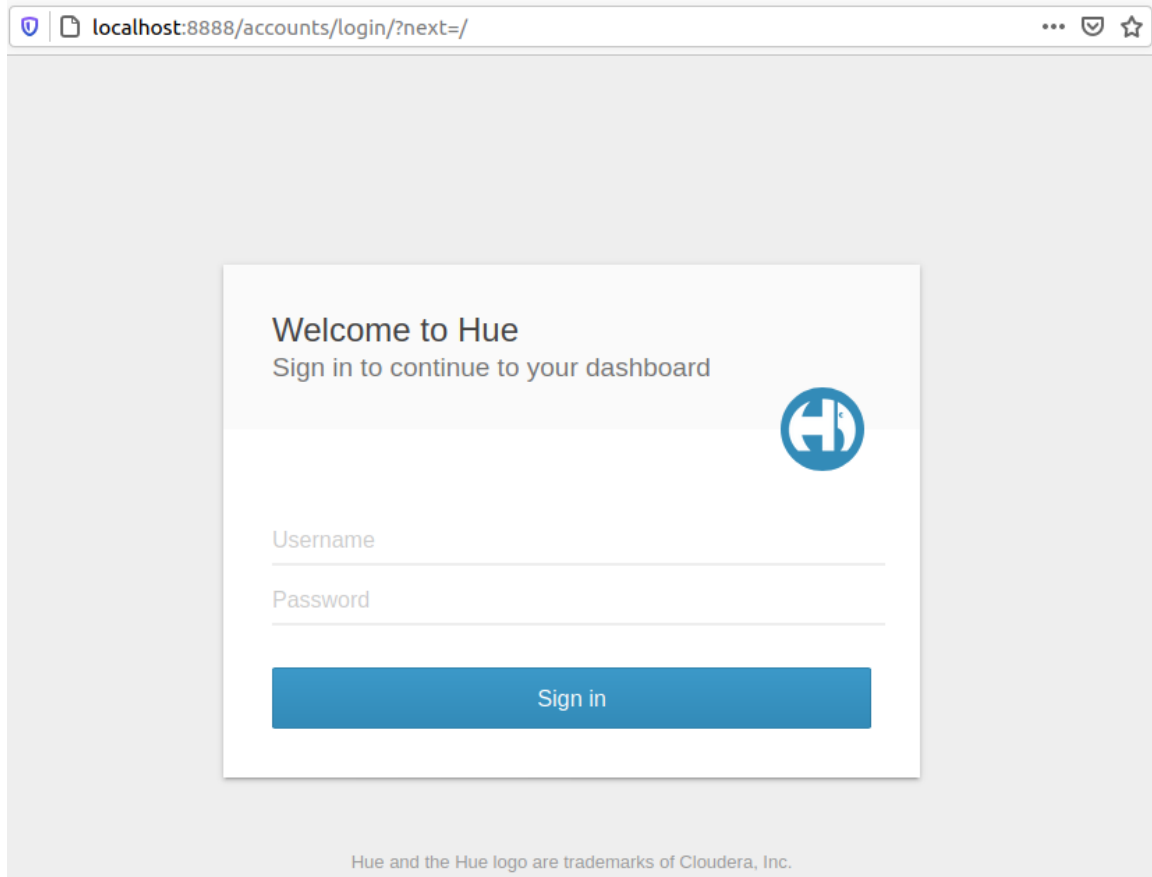 localhost:8888/accounts/login/?next=/
Welcome to Hue
Sign in to continue to your dashboard
Username
Password
Sign in
Hue and the Hue logo are trademarks of Cloudera, Inc.